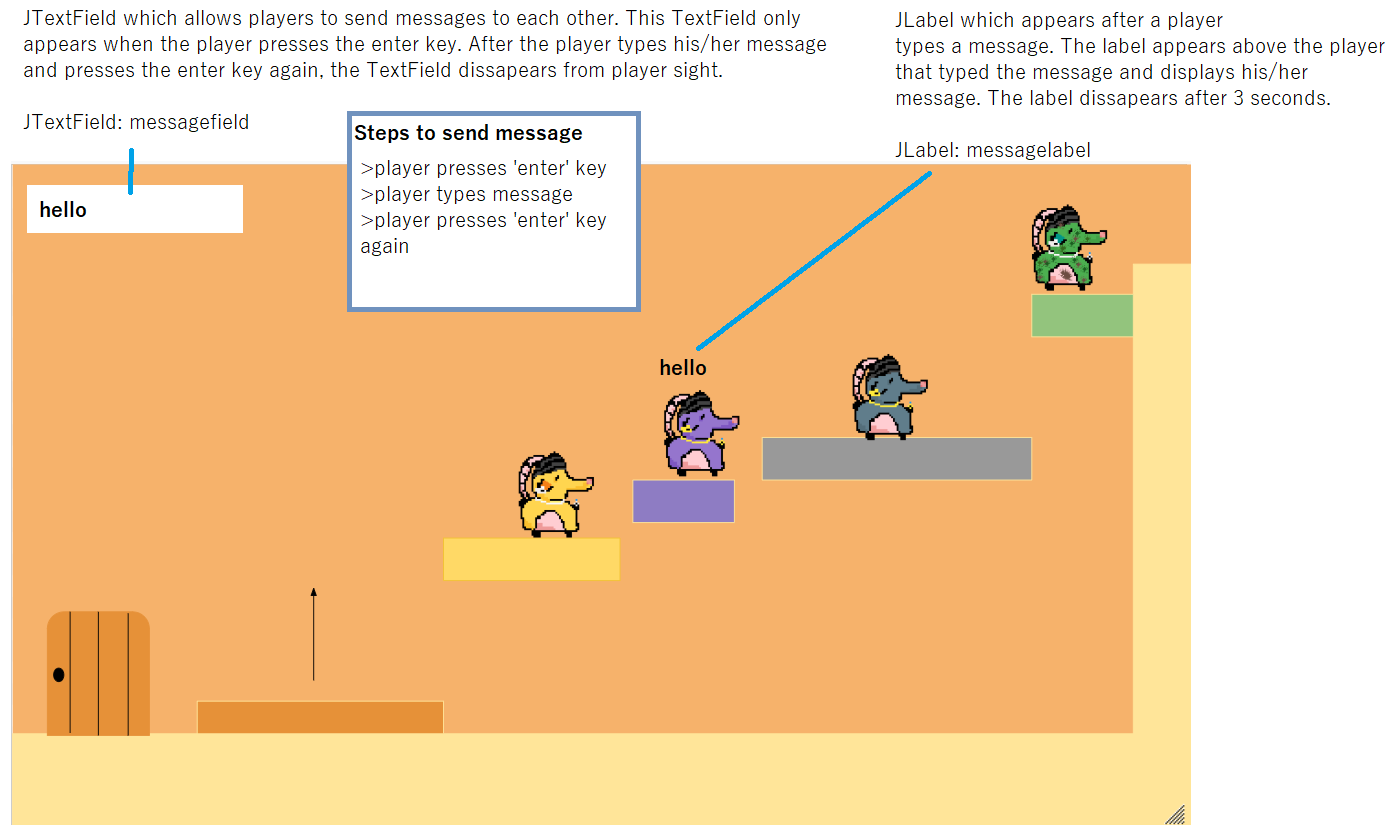 JTextField which allows players to send messages to each other. This TextField only
appears when the player presses the enter key. After the player types his/her message
and presses the enter key again, the TextField dissapears from player sight.
JTextField: messagefield
JLabel which appears after a player
types a message. The label appears above the player
that typed the message and displays his/her
message. The label dissapears after 3 seconds.
JLabel: messagelabel
Steps to send message
>player presses 'enter' key
>player types message
>player presses 'enter' key
again
hello
hello